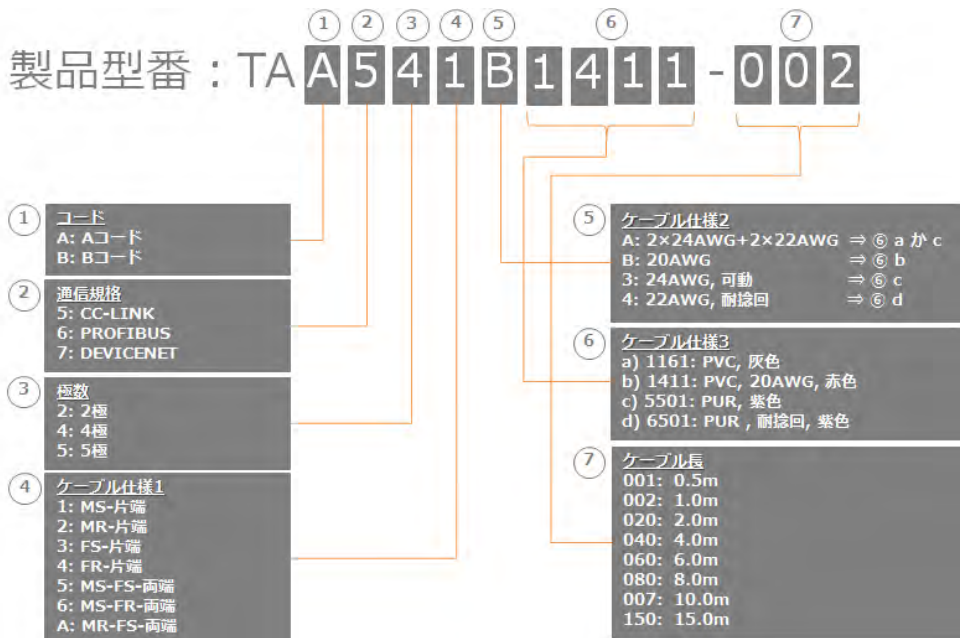 ① ② ③ ④ ⑤ ⑥ ⑦
製品型番:TAA541B1411-002
① コード
A: Aコード
B: Bコード
② 通信規格
5: CC-LINK
6: PROFIBUS
7: DEVICENET
③ 極数
2: 2極
4: 4極
5: 5極
④ ケーブル仕様1
1: MS-片端
2: MR-片端
3: FS-片端
4: FR-片端
5: MS-FS-両端
6: MS-FR-両端
A: MR-FS-両端
⑤ ケーブル仕様2
A: 2×24AWG+2×22AWG ⇒ ⑥ a か c
B: 20AWG ⇒ ⑥ b
3: 24AWG, 可動 ⇒ ⑥ c
4: 22AWG, 耐捻回 ⇒ ⑥ d
⑥ ケーブル仕様3
a) 1161: PVC, 灰色
b) 1411: PVC, 20AWG, 赤色
c) 5501: PUR, 紫色
d) 6501: PUR , 耐捻回, 紫色
⑦ ケーブル長
001: 0.5m
002: 1.0m
020: 2.0m
040: 4.0m
060: 6.0m
080: 8.0m
007: 10.0m
150: 15.0m